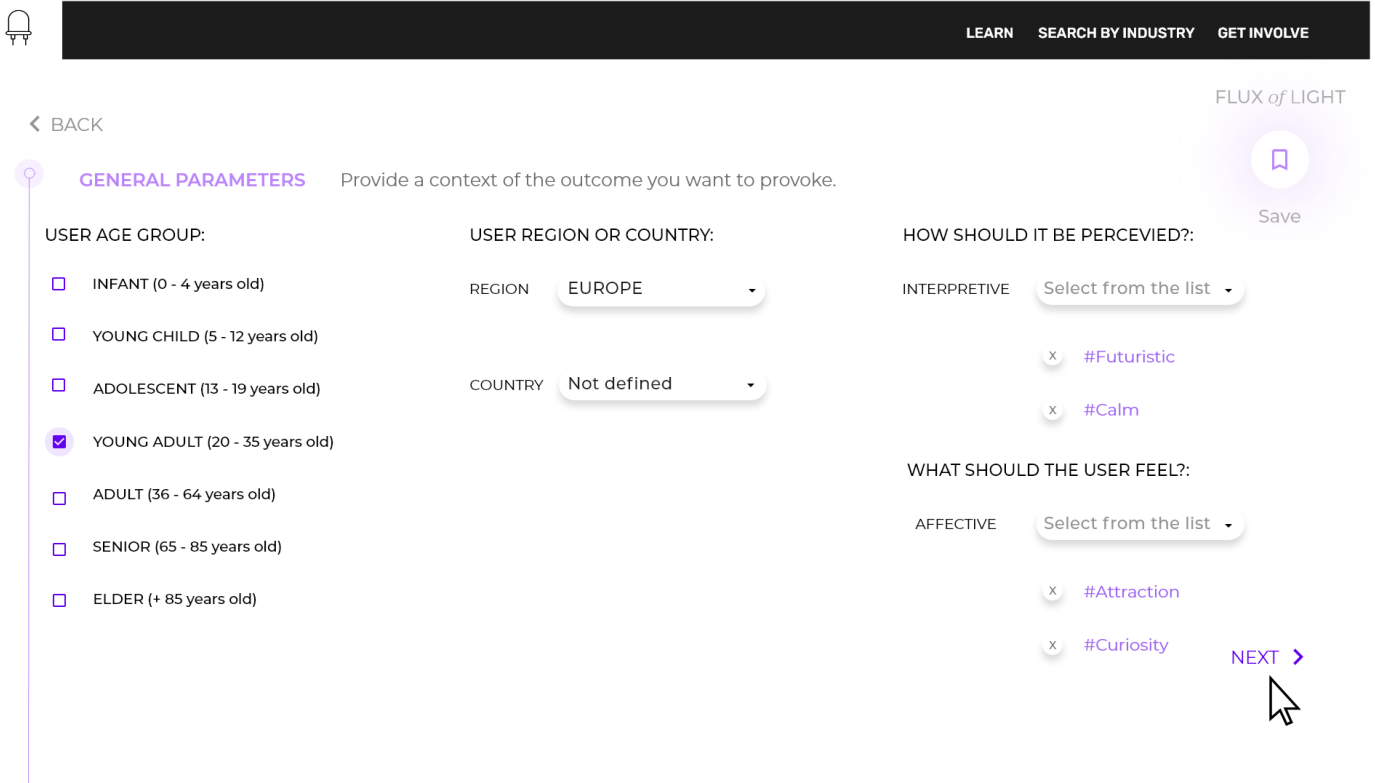 LEARN SEARCH BY INDUSTRY GET INVOLVE
FLUX of LIGHT
BACK
GENERAL PARAMETERS Provide a context of the outcome you want to provoke.
Save
USER AGE GROUP:
INFANT (0 - 4 years old)
YOUNG CHILD (5 - 12 years old)
ADOLESCENT (13 - 19 years old)
YOUNG ADULT (20 - 35 years old)
ADULT (36 - 64 years old)
SENIOR (65 - 85 years old)
ELDER (+ 85 years old)
USER REGION OR COUNTRY:
REGION EUROPE
COUNTRY Not defined
HOW SHOULD IT BE PERCEVIED?:
INTERPRETIVE Select from the list
x #Futuristic
x #Calm
WHAT SHOULD THE USER FEEL?:
AFFECTIVE Select from the list
x #Attraction
x #Curiosity
NEXT